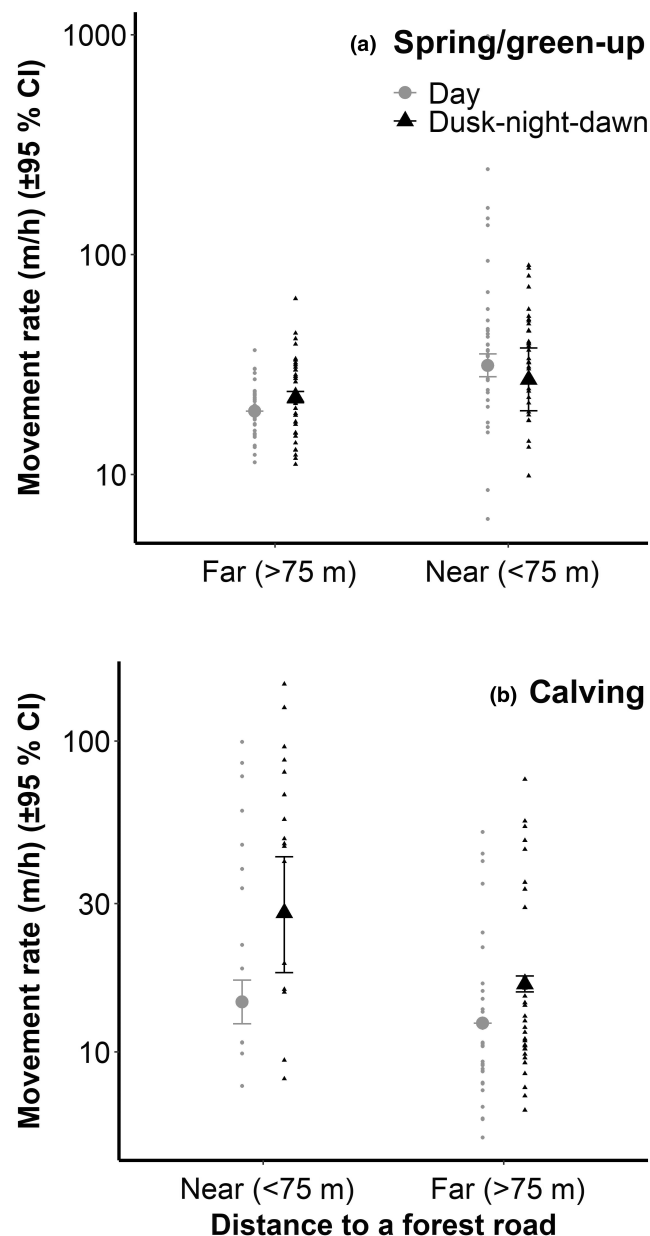 1000
(a) Spring/green-up
Day
Dusk-night-dawn
100
10
Movement rate (m/h) (±95 % CI)
Far (>75 m)
Near (<75 m)
(b) Calving
100
30
10
Movement rate (m/h) (±95 % CI)
Near (<75 m)
Far (>75 m)
Distance to a forest road